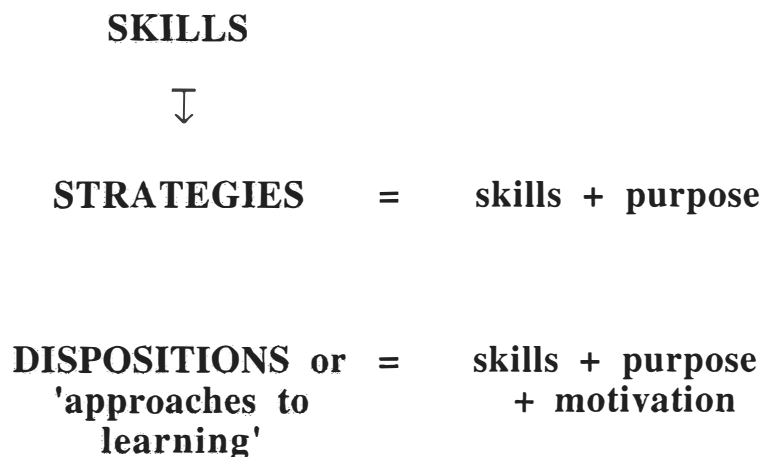 SKILLS
STRATEGIES = skills + purpose
DISPOSITIONS or = skills + purpose
'approaches to + motivation
learning'